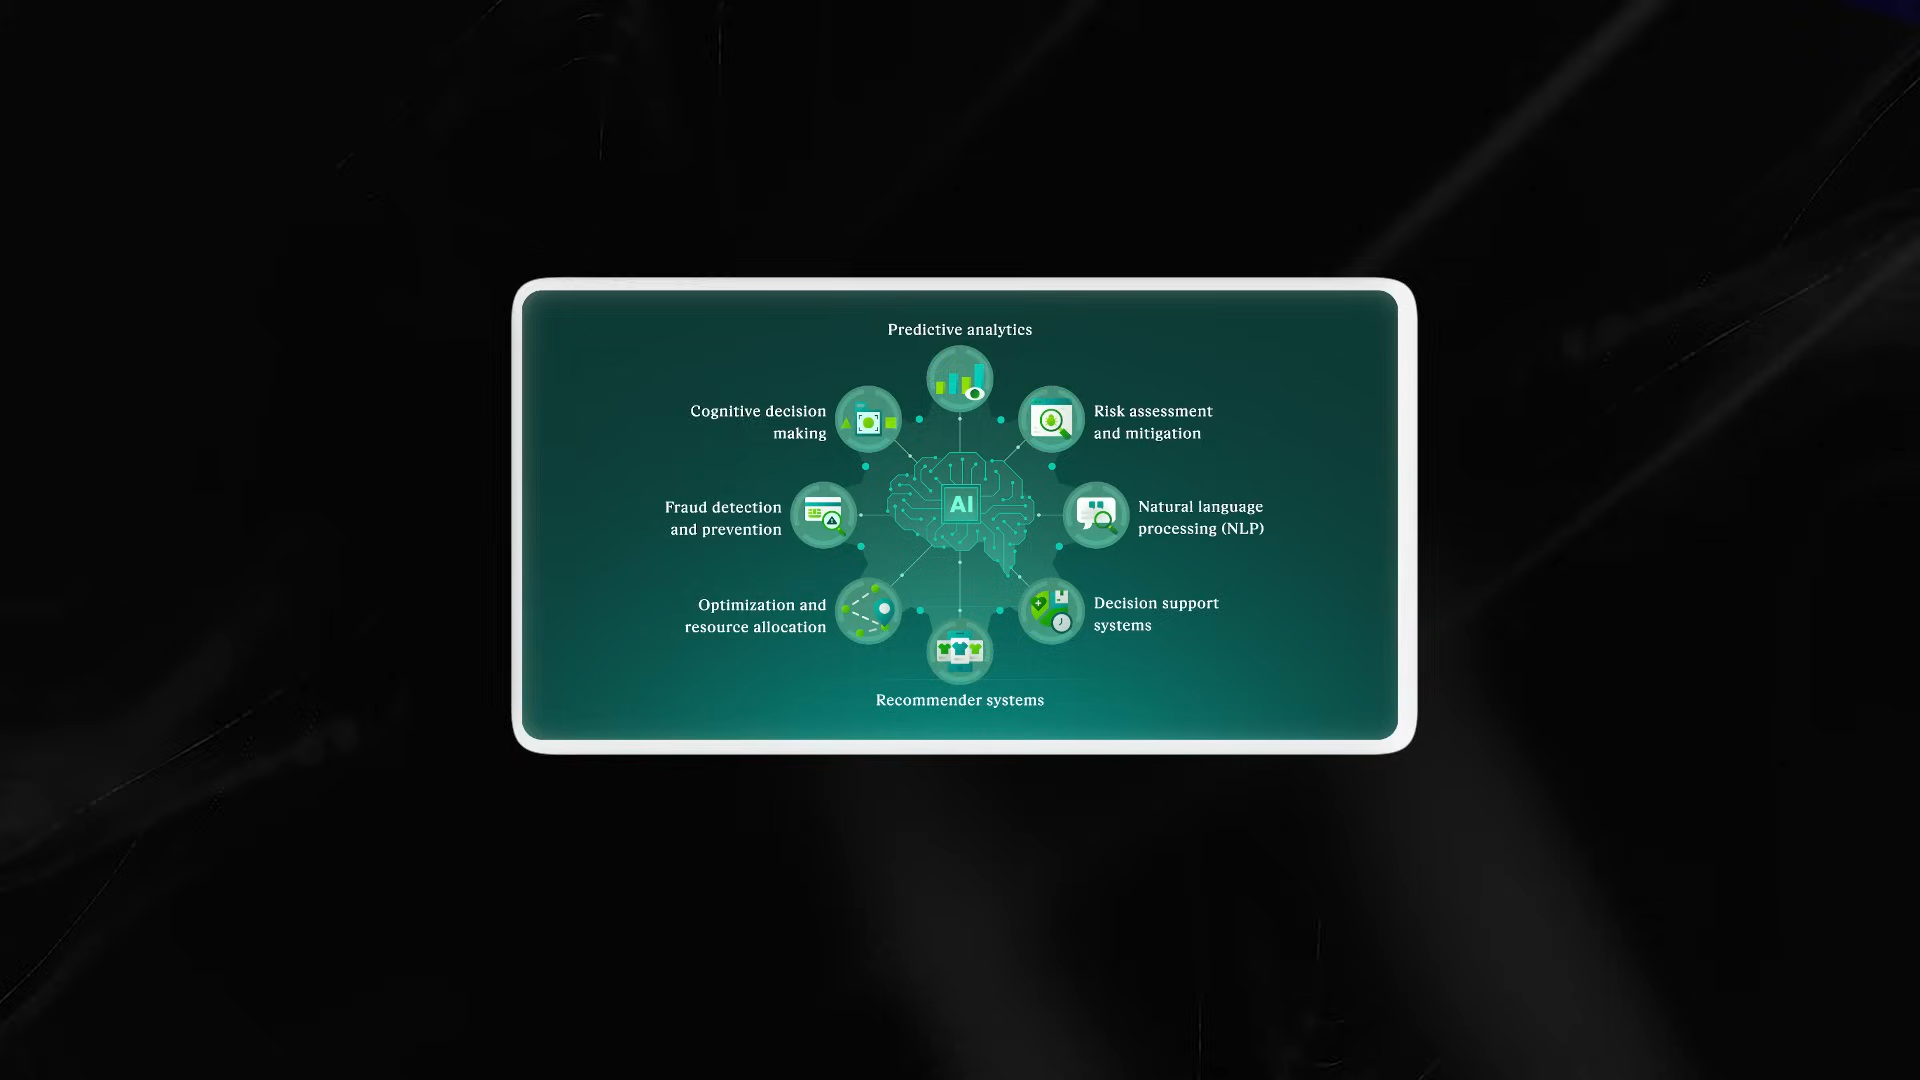 Predictive analytics
Cognitive decision
making
Risk assessment
and mitigation
AI
Fraud detection
and prevention
Natural language
processing (NLP)
Optimization and
resource allocation
Decision support
systems
Recommender systems